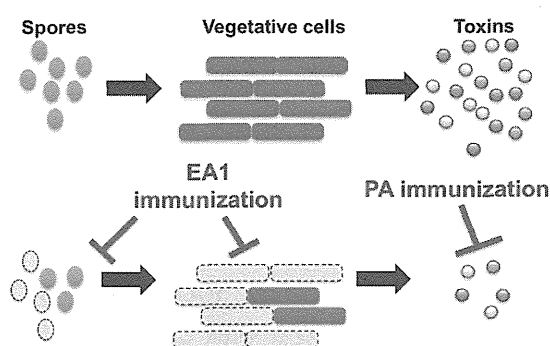 Spores
Vegetative cells
Toxins
EA1
immunization
PA immunization